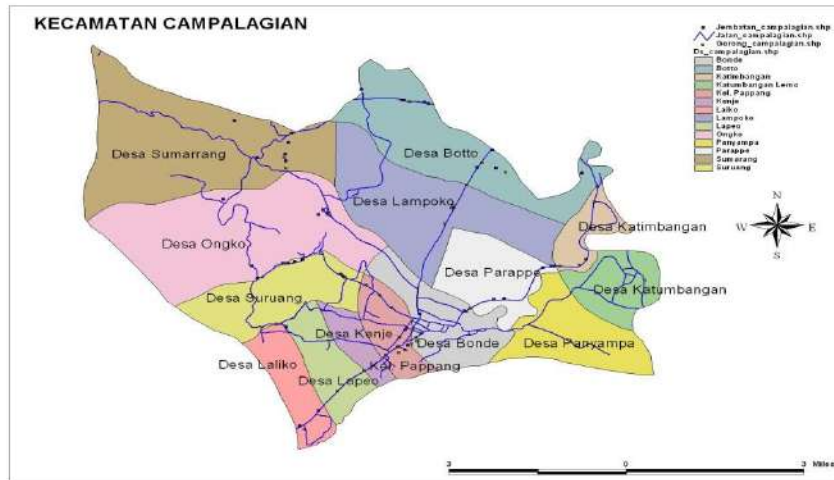 KECAMATAN CAMPALAGIAN
Jembatan_campalagian.shp
Jalan_campalagian.shp
Gorong_campalagian.shp
Ds_campalagian.shp
Bonde
Botto
Katimbangan
Katumbangan Lemo
Kel. Pappang
Kenje
Laliko
Lampoko
Lapeo
Ongko
Panyampa
Parappe
Sumarang
Suruang
Desa Sumarrang
Desa Botto
Desa Lampoko
Desa Katimbangan
Desa Ongko
Desa Parappe
Desa Katumbangan
Desa Suruang
Desa Kenje
Desa Bonde
Desa Panyampa
Desa Laliko
Kel. Pappang
Desa Lapeo
N
W E
S
3 0 3 Miles